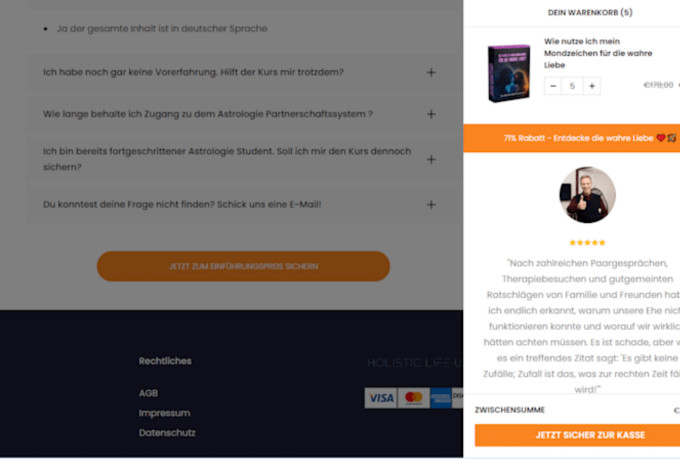 Ja der gesamte Inhalt ist in deutscher Sprache
Ich habe noch gar keine Vorerfahrung. Hilft der Kurs mir trotzdem?
Wie lange behalte ich Zugang zu dem Astrologie Partnerschaftssystem ?
Ich bin bereits fortgeschrittener Astrologie Student. Soll ich mir den Kurs dennoch
sichern?
Du konntest deine Frage nicht finden? Schick uns eine E-Mail!
JETZT ZUM EINFÜHRUNGSPREIS SICHERN
Rechtliches
AGB
Impressum
Datenschutz
HOLISTIC LIFE U
VISA
DEIN WARENKORB (5)
Wie nutze ich mein
Mondzeichen für die wahre
Liebe
5
€178,00 €
71% Rabatt - Entdecke die wahre Liebe
"Nach zahlreichen Paargesprächen,
Therapiebesuchen und gutgemeinten
Ratschlägen von Familie und Freunden hab
ich endlich erkannt, warum unsere Ehe nich
funktionieren konnte und worauf wir wirklic
hätten achten müssen. Es ist schade, aber w
es ein treffendes Zitat sagt: 'Es gibt keine
Zufälle; Zufall ist das, was zur rechten Zeit fäl
wird!'"
ZWISCHENSUMME €
JETZT SICHER ZUR KASSE